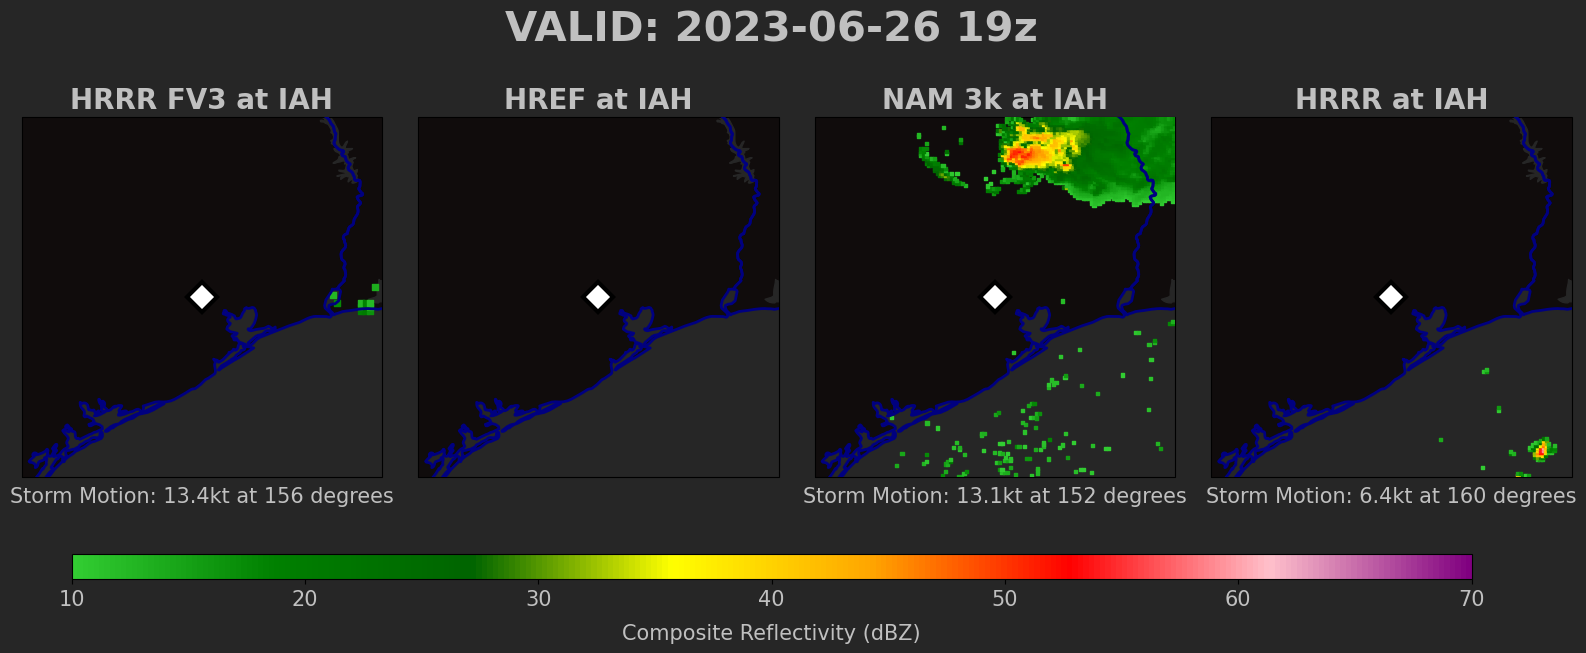 VALID: 2023-06-26 19z
HRRR FV3 at IAH
HREF at IAH
NAM 3k at IAH
HRRR at IAH
Storm Motion: 13.4kt at 156 degrees
Storm Motion: 13.1kt at 152 degrees
Storm Motion: 6.4kt at 160 degrees
10 20 30 40 50 60 70
Composite Reflectivity (dBZ)